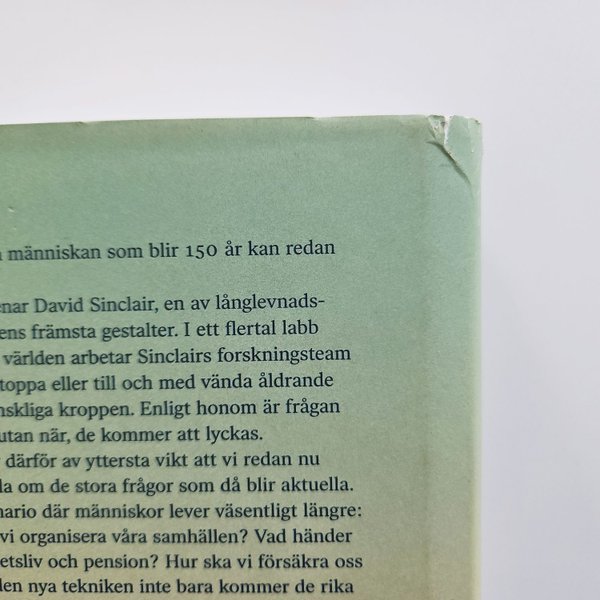 människan som blir 150 år kan redan
enar David Sinclair, en av långlevnads-
ens främsta gestalter. I ett flertal labb
världen arbetar Sinclairs forskningsteam
toppa eller till och med vända åldrande
nskliga kroppen. Enligt honom är frågan
utan när, de kommer att lyckas.
därför av yttersta vikt att vi redan nu
la om de stora frågor som då blir aktuella.
nario där människor lever väsentligt längre:
vi organisera våra samhällen? Vad händer
etsliv och pension? Hur ska vi försäkra oss
den nya tekniken inte bara kommer de rika